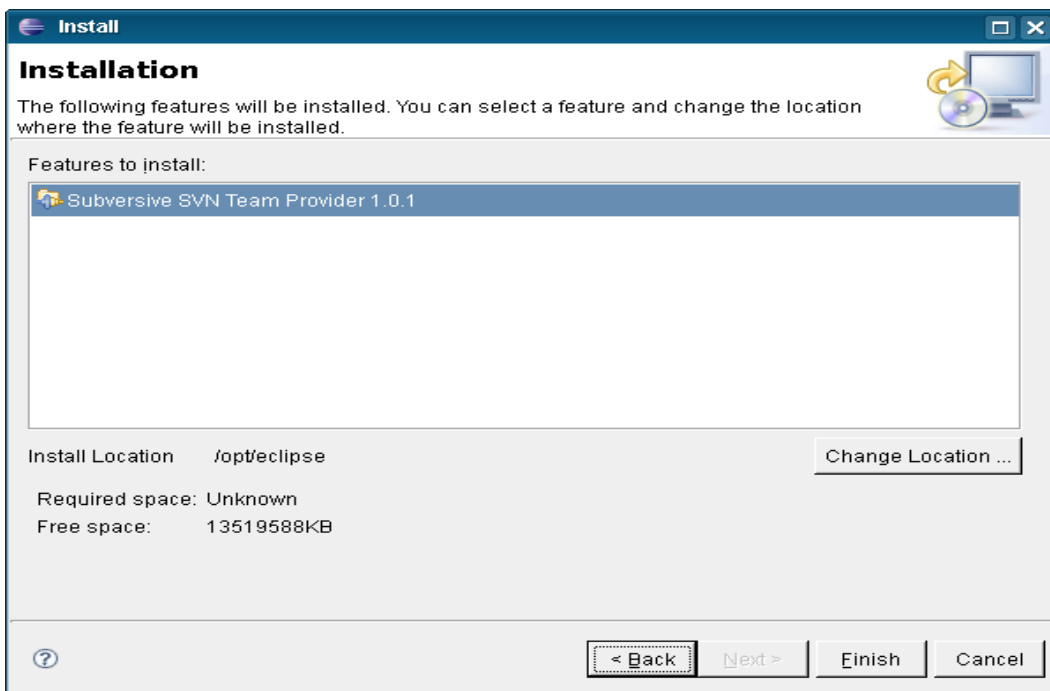 Install
Installation
The following features will be installed. You can select a feature and change the location
where the feature will be installed.
Features to install:
Subversive SVN Team Provider 1.0.1
Install Location /opt/eclipse
Change Location ...
Required space: Unknown
Free space: 13519588KB
?
< Back
Next >
Finish
Cancel